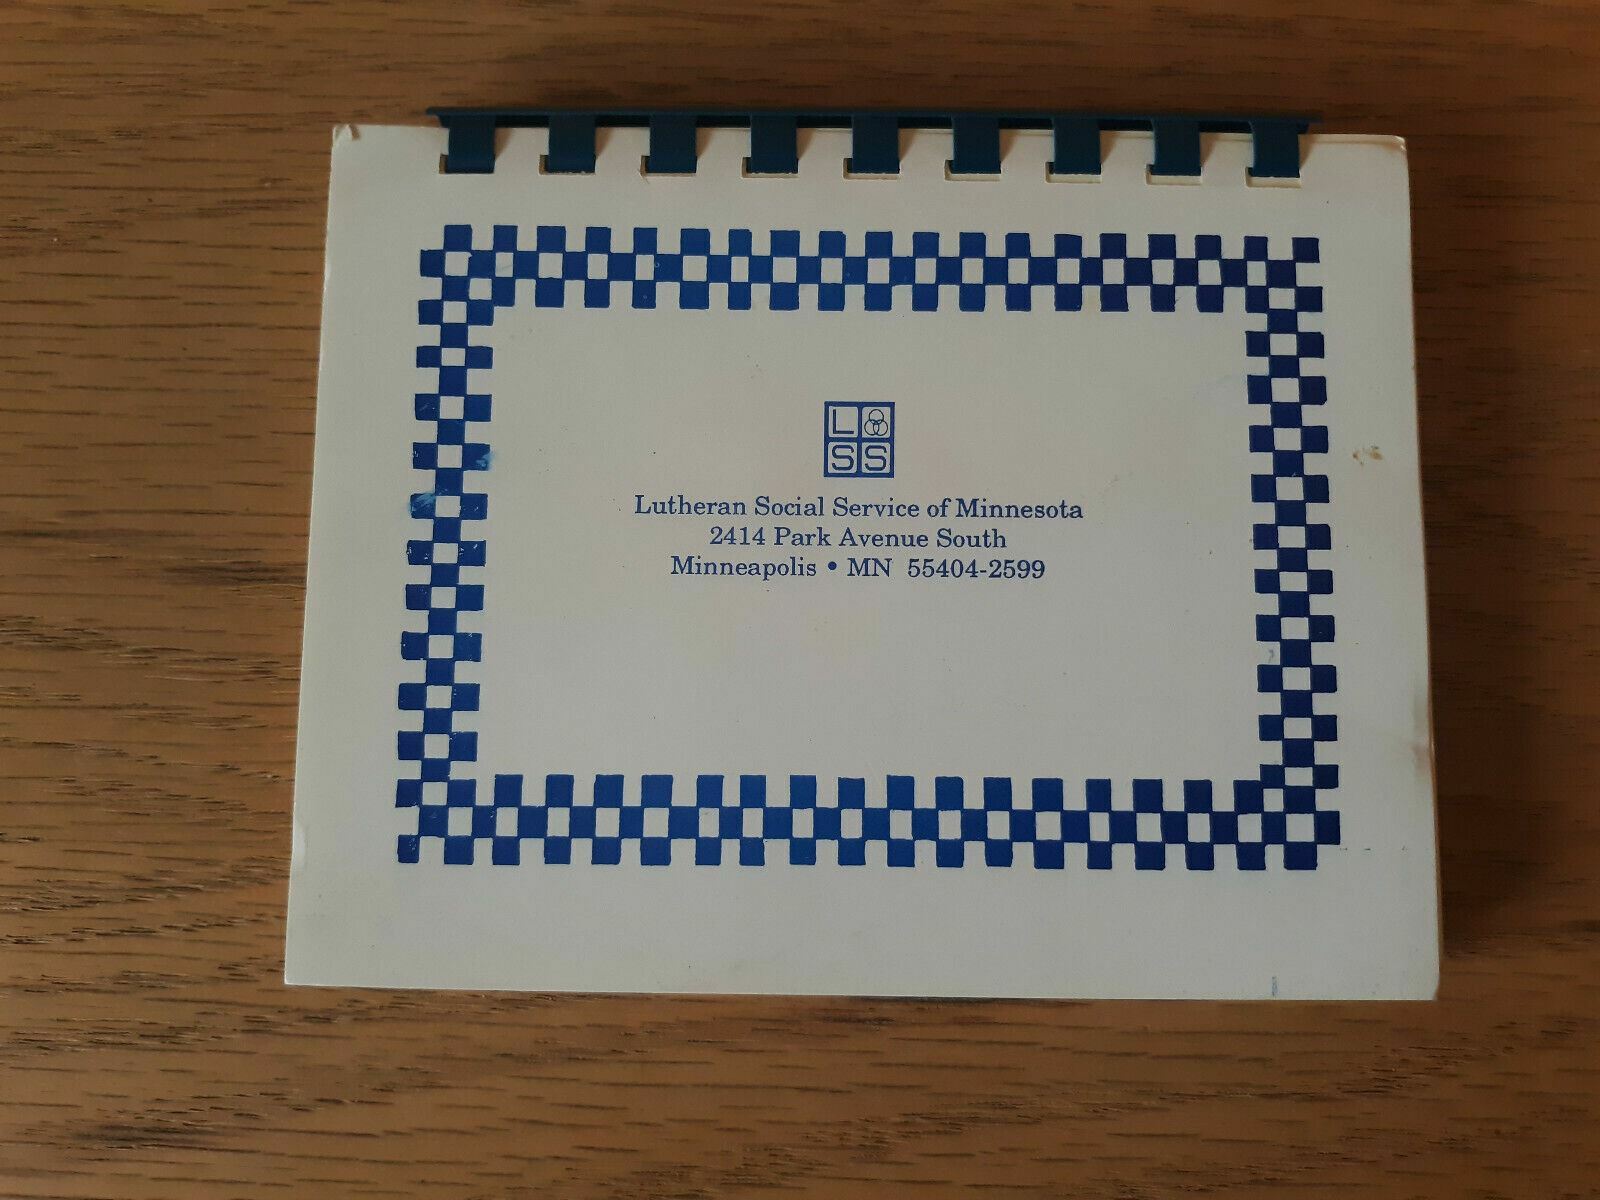 L
SS
Lutheran Social Service of Minnesota
2414 Park Avenue South
Minneapolis • MN 55404-2599